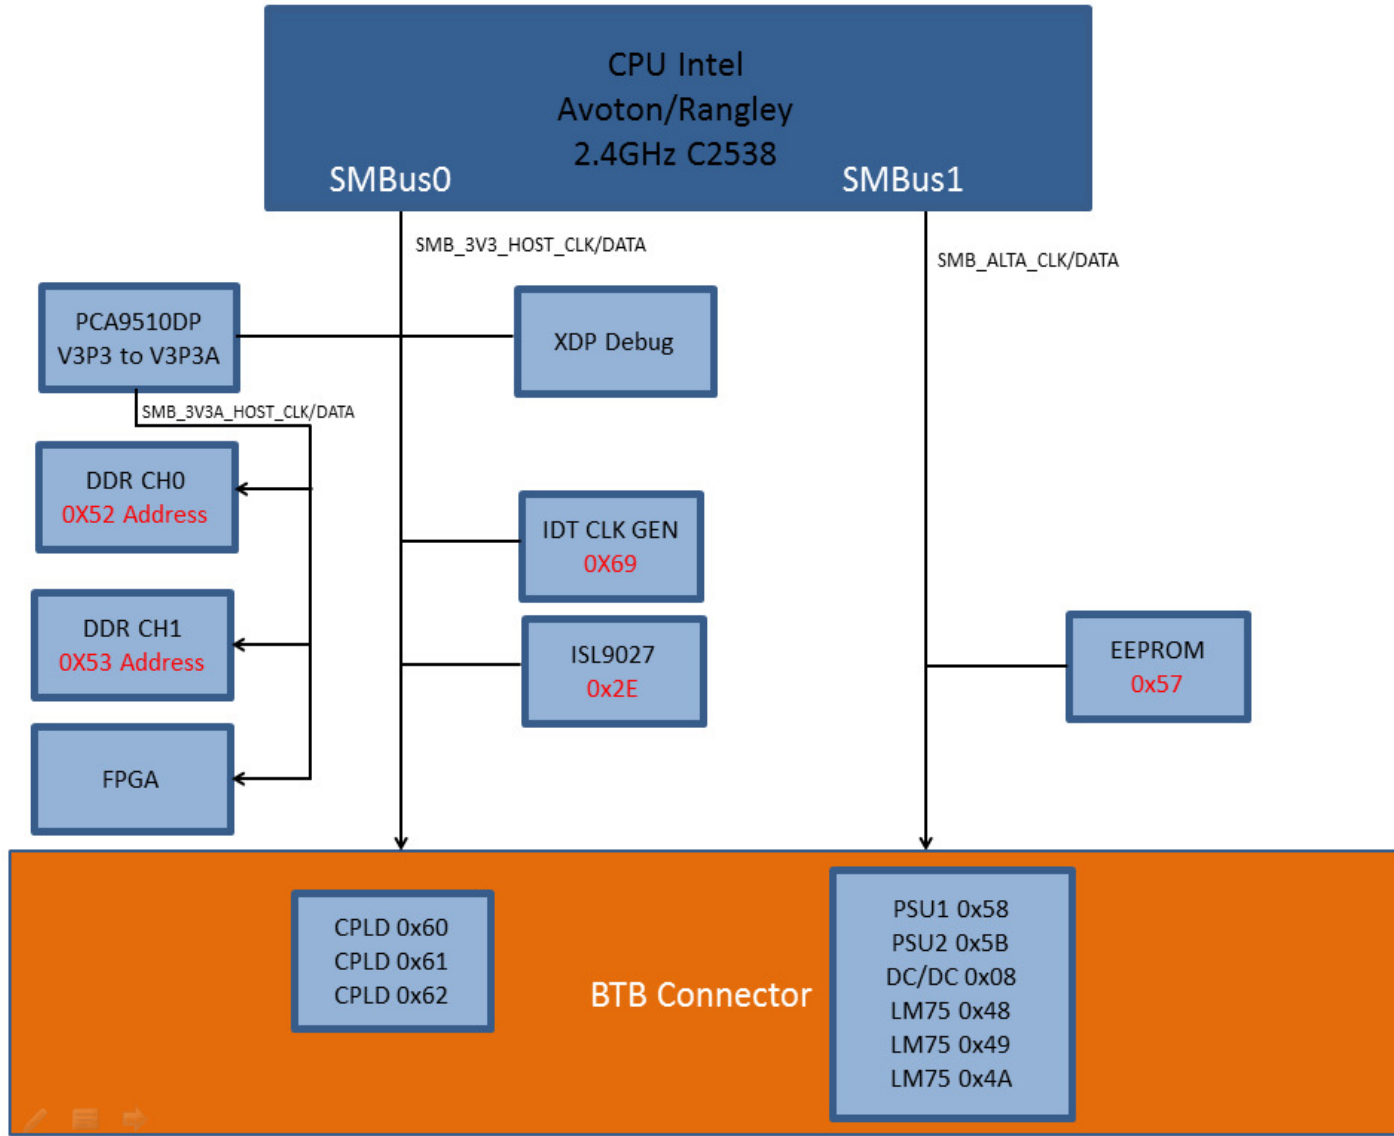 CPU Intel
Avoton/Rangley
2.4GHz C2538
SMBus0
SMBus1
SMB_3V3_HOST_CLK/DATA
SMB_ALTA_CLK/DATA
PCA9510DP
V3P3 to V3P3A
XDP Debug
SMB_3V3A_HOST_CLK/DATA
DDR CH0
0X52 Address
IDT CLK GEN
0X69
DDR CH1
0X53 Address
ISL9027
0x2E
EEPROM
0x57
FPGA
CPLD 0x60
CPLD 0x61
CPLD 0x62
BTB Connector
PSU1 0x58
PSU2 0x5B
DC/DC 0x08
LM75 0x48
LM75 0x49
LM75 0x4A